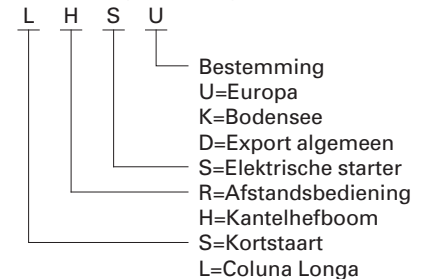 L H S U
Bestemming
U=Europa
K=Bodensee
D=Export algemeen
S=Elektrische starter
R=Afstandsbediening
H=Kantelhefboom
S=Kortstaart
L=Coluna Longa